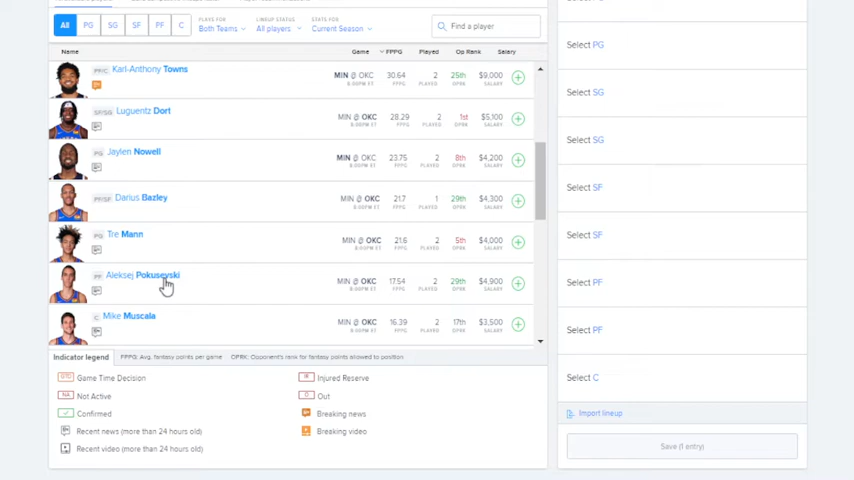 All PG SG SF PF C
PLAYS FOR
Both Teams
LINEUP STATUS
All players
STATS FOR
Current Season
Find a player
Name Game FPPG Played Op Rank Salary
PF/C Karl-Anthony Towns
MIN @ OKC 30.64 2 25th $9,000
8:00PM ET FPPG PLAYED OPRK SALARY
SF/SG Luguentz Dort
MIN @ OKC 28.29 2 1st $5,100
8:00PM ET FPPG PLAYED OPRK SALARY
PG Jaylen Nowell
MIN @ OKC 23.75 2 8th $4,200
8:00PM ET FPPG PLAYED OPRK SALARY
PF/SF Darius Bazley
MIN @ OKC 21.7 1 29th $4,300
8:00PM ET FPPG PLAYED OPRK SALARY
PG Tre Mann
MIN @ OKC 21.6 2 5th $4,000
8:00PM ET FPPG PLAYED OPRK SALARY
PF Aleksej Pokusevski
MIN @ OKC 17.54 2 29th $4,900
8:00PM ET FPPG PLAYED OPRK SALARY
C Mike Muscala
MIN @ OKC 16.39 2 17th $3,500
8:00PM ET FPPG PLAYED OPRK SALARY
Indicator legend FPPG: Avg. fantasy points per game OPRK: Opponent's rank for fantasy points allowed to position
GTD Game Time Decision
NA Not Active
Confirmed
Recent news (more than 24 hours old)
Recent video (more than 24 hours old)
IR Injured Reserve
O Out
Breaking news
Breaking video
Select PG
Select SG
Select SG
Select SF
Select SF
Select PF
Select PF
Select C
Import lineup
Save (1 entry)